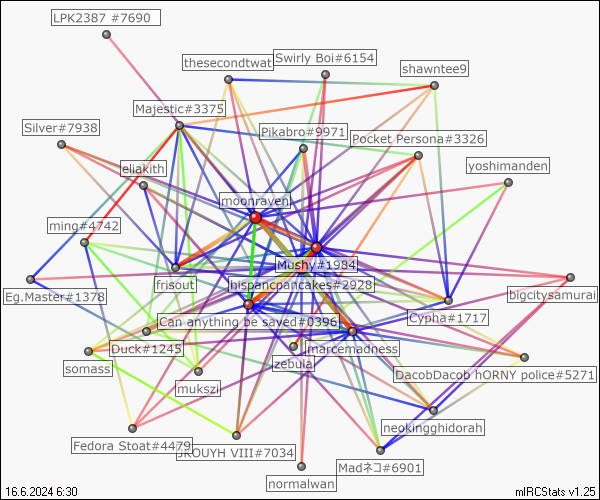 LPK2387 #7690
thesecondtwat
Swirly Boi#6154
shawntee9
Majestic#3375
Silver#7938
Pikabro#9971
Pocket Persona#3326
eliakith
yoshimanden
moonraven
ming#4742
Mushy#1984
frisout
hispancpancakes#2928
Eg.Master#1378
bigcitysamurai
Can anything be saved#0396
Cypha#1717
Duck#1245
marcemadness
somass
zebula
DacobDacob hORNY police#5271
mukszi
neokingghidorah
Fedora Stoat#4479
JKOUYH VIII#7034
Madネコ#6901
normalwan
16.6.2024 6:30
mIRCStats v1.25